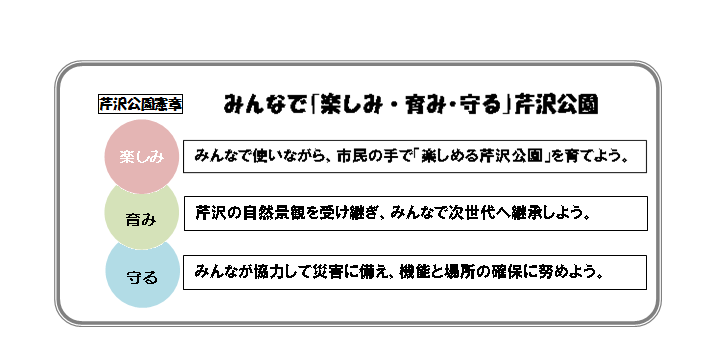 芹沢公園憲章
みんなで「楽しみ・育み・守る」芹沢公園
楽しみ
みんなで使いながら、市民の手で「楽しめる芹沢公園」を育てよう。
育み
芹沢の自然景観を受け継ぎ、みんなで次世代へ継承しよう。
守る
みんなが協力して災害に備え、機能と場所の確保に努めよう。